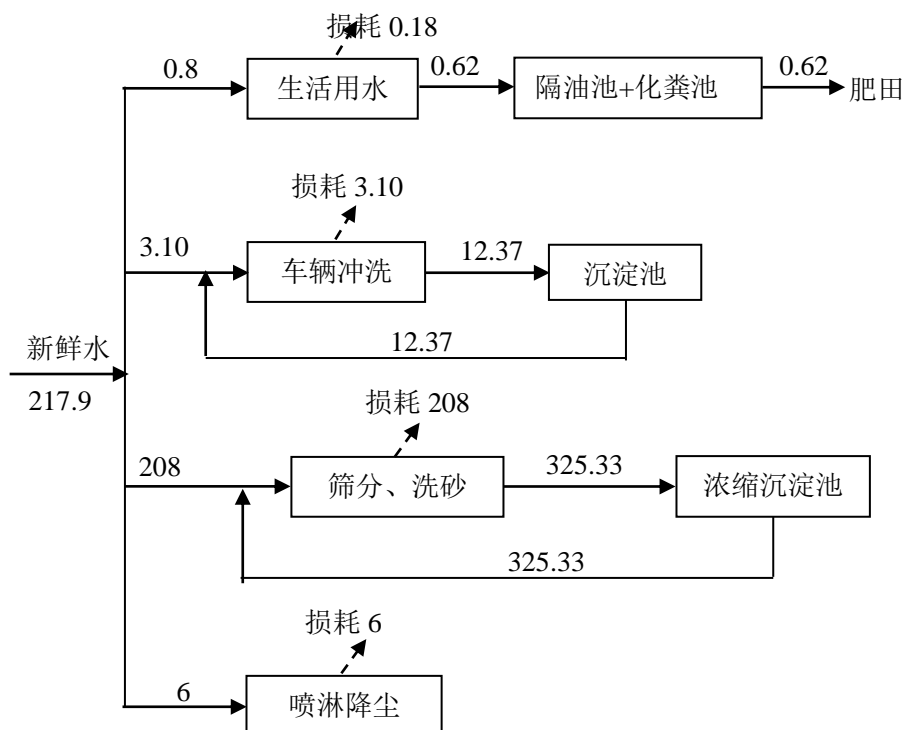 损耗 0.18
0.8
生活用水
0.62
隔油池+化粪池
0.62
肥田
损耗 3.10
3.10
车辆冲洗
12.37
沉淀池
12.37
新鲜水
217.9
损耗 208
208
筛分、洗砂
325.33
浓缩沉淀池
325.33
损耗 6
6
喷淋降尘